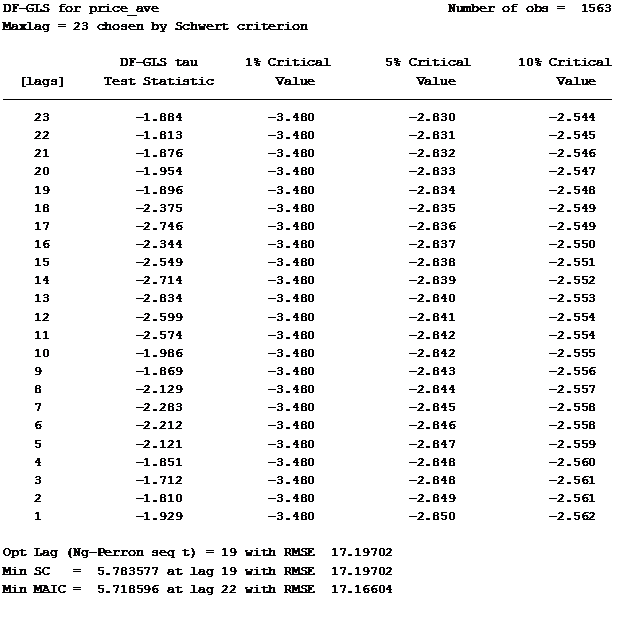 DF-GLS for price_ave Number of obs = 1563
Maxlag = 23 chosen by Schwert criterion
DF-GLS tau 1% Critical 5% Critical 10% Critical
[lags] Test Statistic Value Value Value
23 -1.884 -3.480 -2.830 -2.544
22 -1.813 -3.480 -2.831 -2.545
21 -1.876 -3.480 -2.832 -2.546
20 -1.954 -3.480 -2.833 -2.547
19 -1.896 -3.480 -2.834 -2.548
18 -2.375 -3.480 -2.835 -2.549
17 -2.746 -3.480 -2.836 -2.549
16 -2.344 -3.480 -2.837 -2.550
15 -2.549 -3.480 -2.838 -2.551
14 -2.714 -3.480 -2.839 -2.552
13 -2.834 -3.480 -2.840 -2.553
12 -2.599 -3.480 -2.841 -2.554
11 -2.574 -3.480 -2.842 -2.554
10 -1.986 -3.480 -2.842 -2.555
9 -1.869 -3.480 -2.843 -2.556
8 -2.129 -3.480 -2.844 -2.557
7 -2.283 -3.480 -2.845 -2.558
6 -2.212 -3.480 -2.846 -2.558
5 -2.121 -3.480 -2.847 -2.559
4 -1.851 -3.480 -2.848 -2.560
3 -1.712 -3.480 -2.848 -2.561
2 -1.810 -3.480 -2.849 -2.561
1 -1.929 -3.480 -2.850 -2.562
Opt Lag (Ng-Perron seq t) = 19 with RMSE 17.19702
Min SC = 5.783577 at lag 19 with RMSE 17.19702
Min MAIC = 5.718596 at lag 22 with RMSE 17.16604